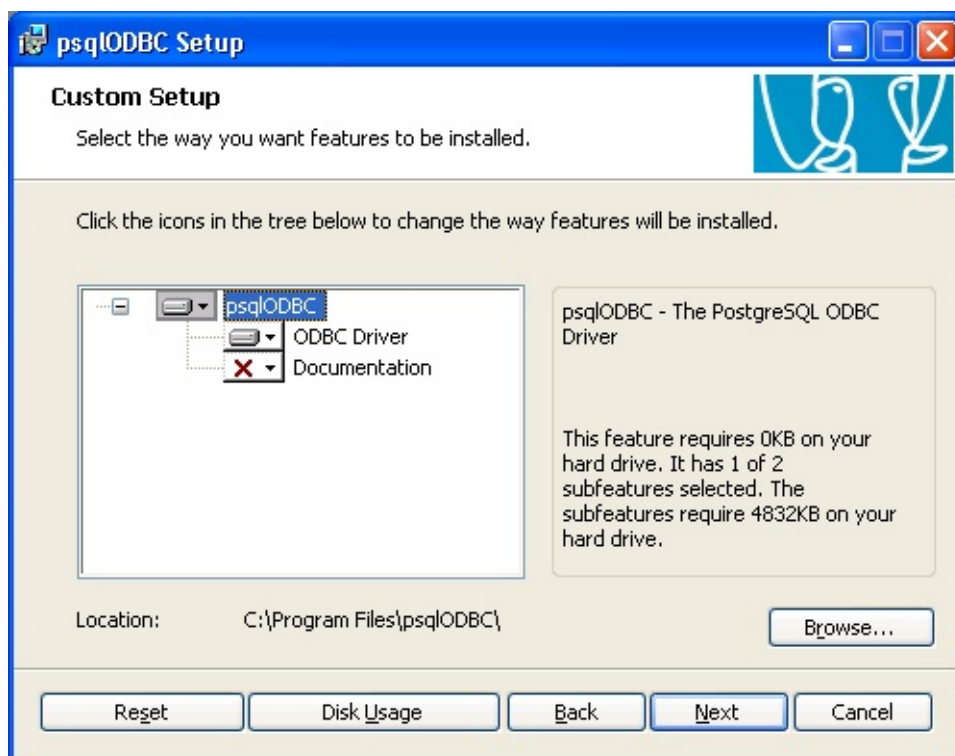 psqlODBC Setup
Custom Setup
Select the way you want features to be installed.
Click the icons in the tree below to change the way features will be installed.
psqlODBC
ODBC Driver
Documentation
psqlODBC - The PostgreSQL ODBC
Driver
This feature requires 0KB on your
hard drive. It has 1 of 2
subfeatures selected. The
subfeatures require 4832KB on your
hard drive.
Location: C:\Program Files\psqlODBC\
Browse...
Reset Disk Usage Back Next Cancel